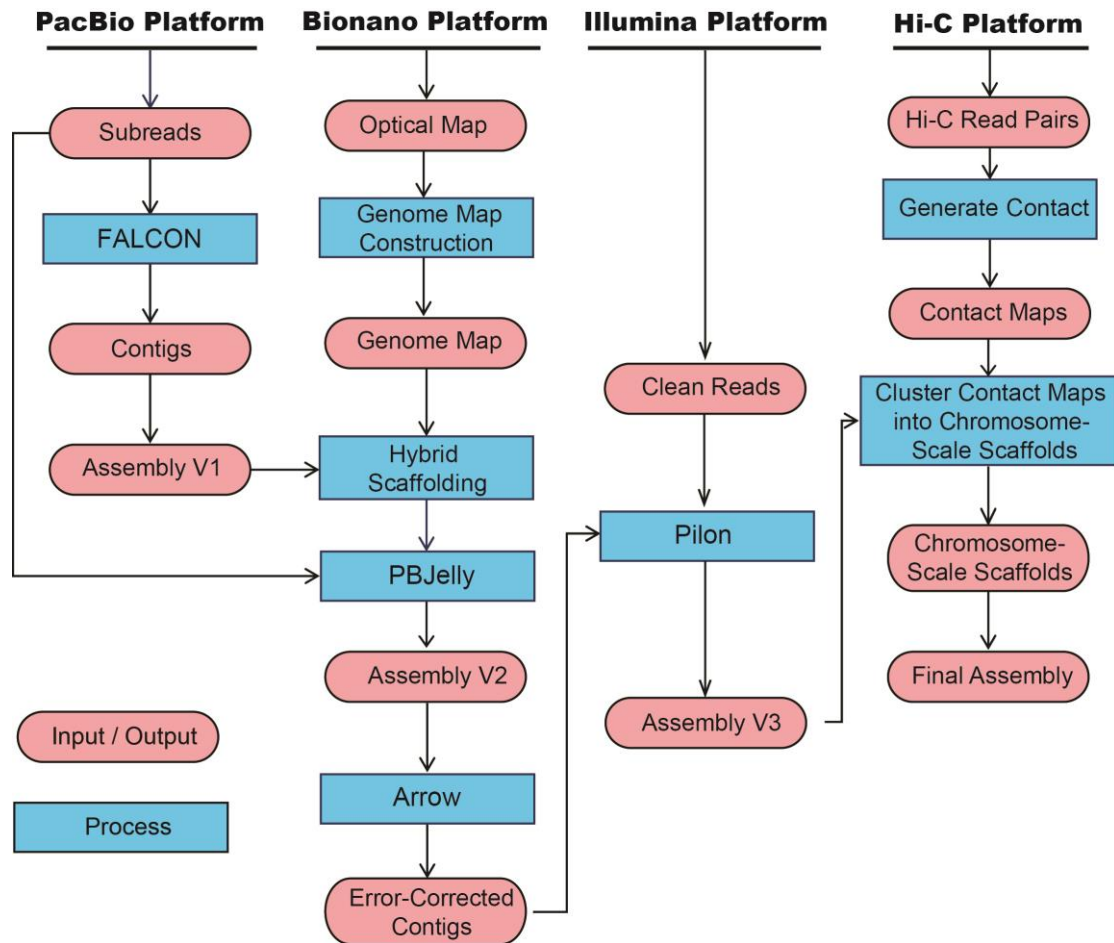 PacBio Platform
Subreads
FALCON
Contigs
Assembly V1
Bionano Platform
Optical Map
Genome Map
Construction
Genome Map
Hybrid
Scaffolding
PBJelly
Assembly V2
Arrow
Error-Corrected
Contigs
Illumina Platform
Clean Reads
Pilon
Assembly V3
Hi-C Platform
Hi-C Read Pairs
Generate Contact
Contact Maps
Cluster Contact Maps
into Chromosome-
Scale Scaffolds
Chromosome-
Scale Scaffolds
Final Assembly
Input / Output
Process